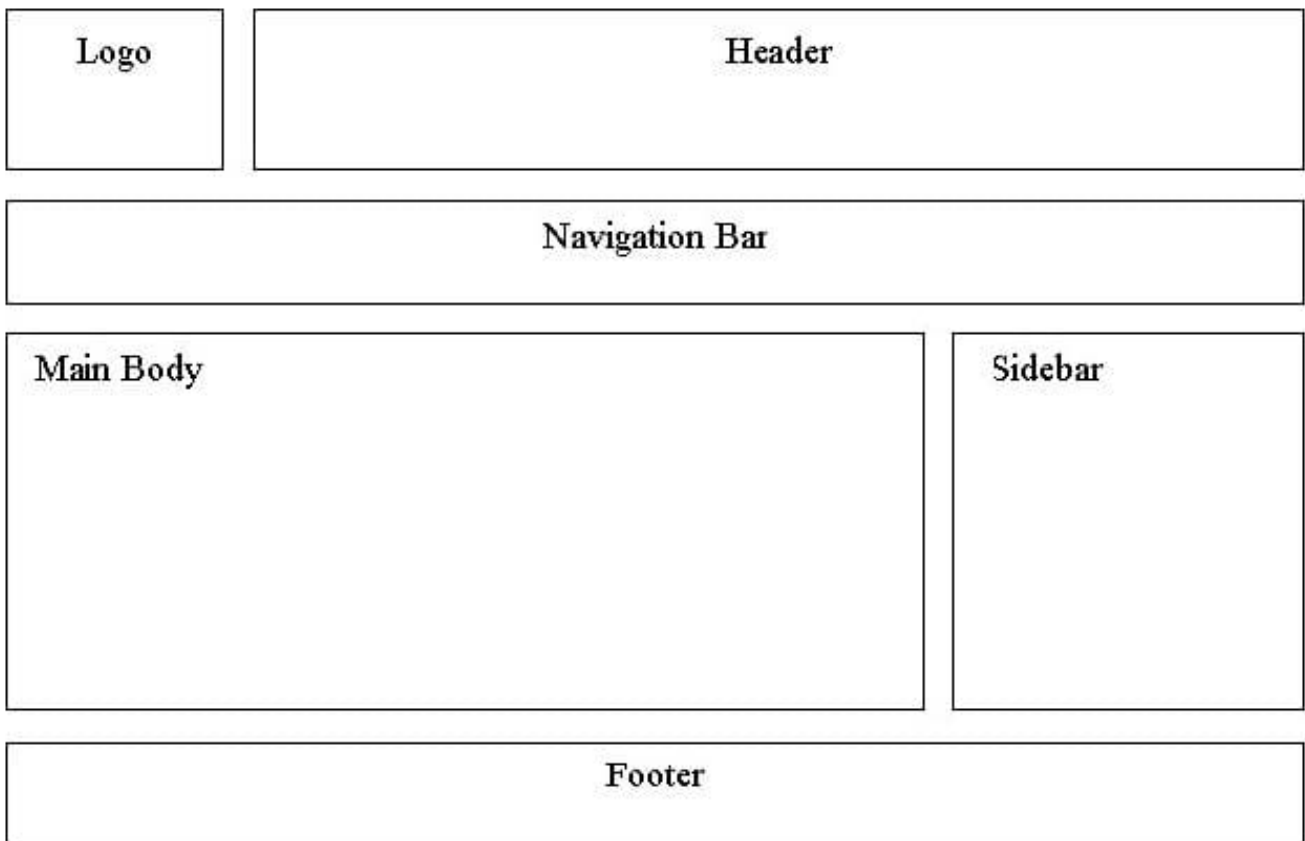 Logo
Header
Navigation Bar
Main Body
Sidebar
Footer